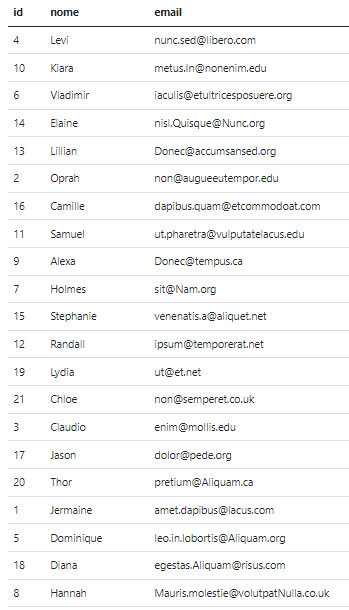 id nome email
4 Levi nunc.sed@libero.com
10 Kiara metus.In@nonenim.edu
6 Vladimir iaculis@etultricesposuere.org
14 Elaine nisl.Quisque@Nunc.org
13 Lillian Donec@accumsansed.org
2 Oprah non@augueeutempor.edu
16 Camille dapibus.quam@etcommodoat.com
11 Samuel ut.pharetra@vulputatelacus.edu
9 Alexa Donec@tempus.ca
7 Holmes sit@Nam.org
15 Stephanie venenatis.a@aliquet.net
12 Randall ipsum@temporerat.net
19 Lydia ut@et.net
21 Chloe non@semperet.co.uk
3 Claudio enim@mollis.edu
17 Jason dolor@pede.org
20 Thor pretium@Aliquam.ca
1 Jermaine amet.dapibus@lacus.com
5 Dominique leo.in.lobortis@Aliquam.org
18 Diana egestas.Aliquam@risus.com
8 Hannah Mauris.molestie@volutpatNulla.co.uk